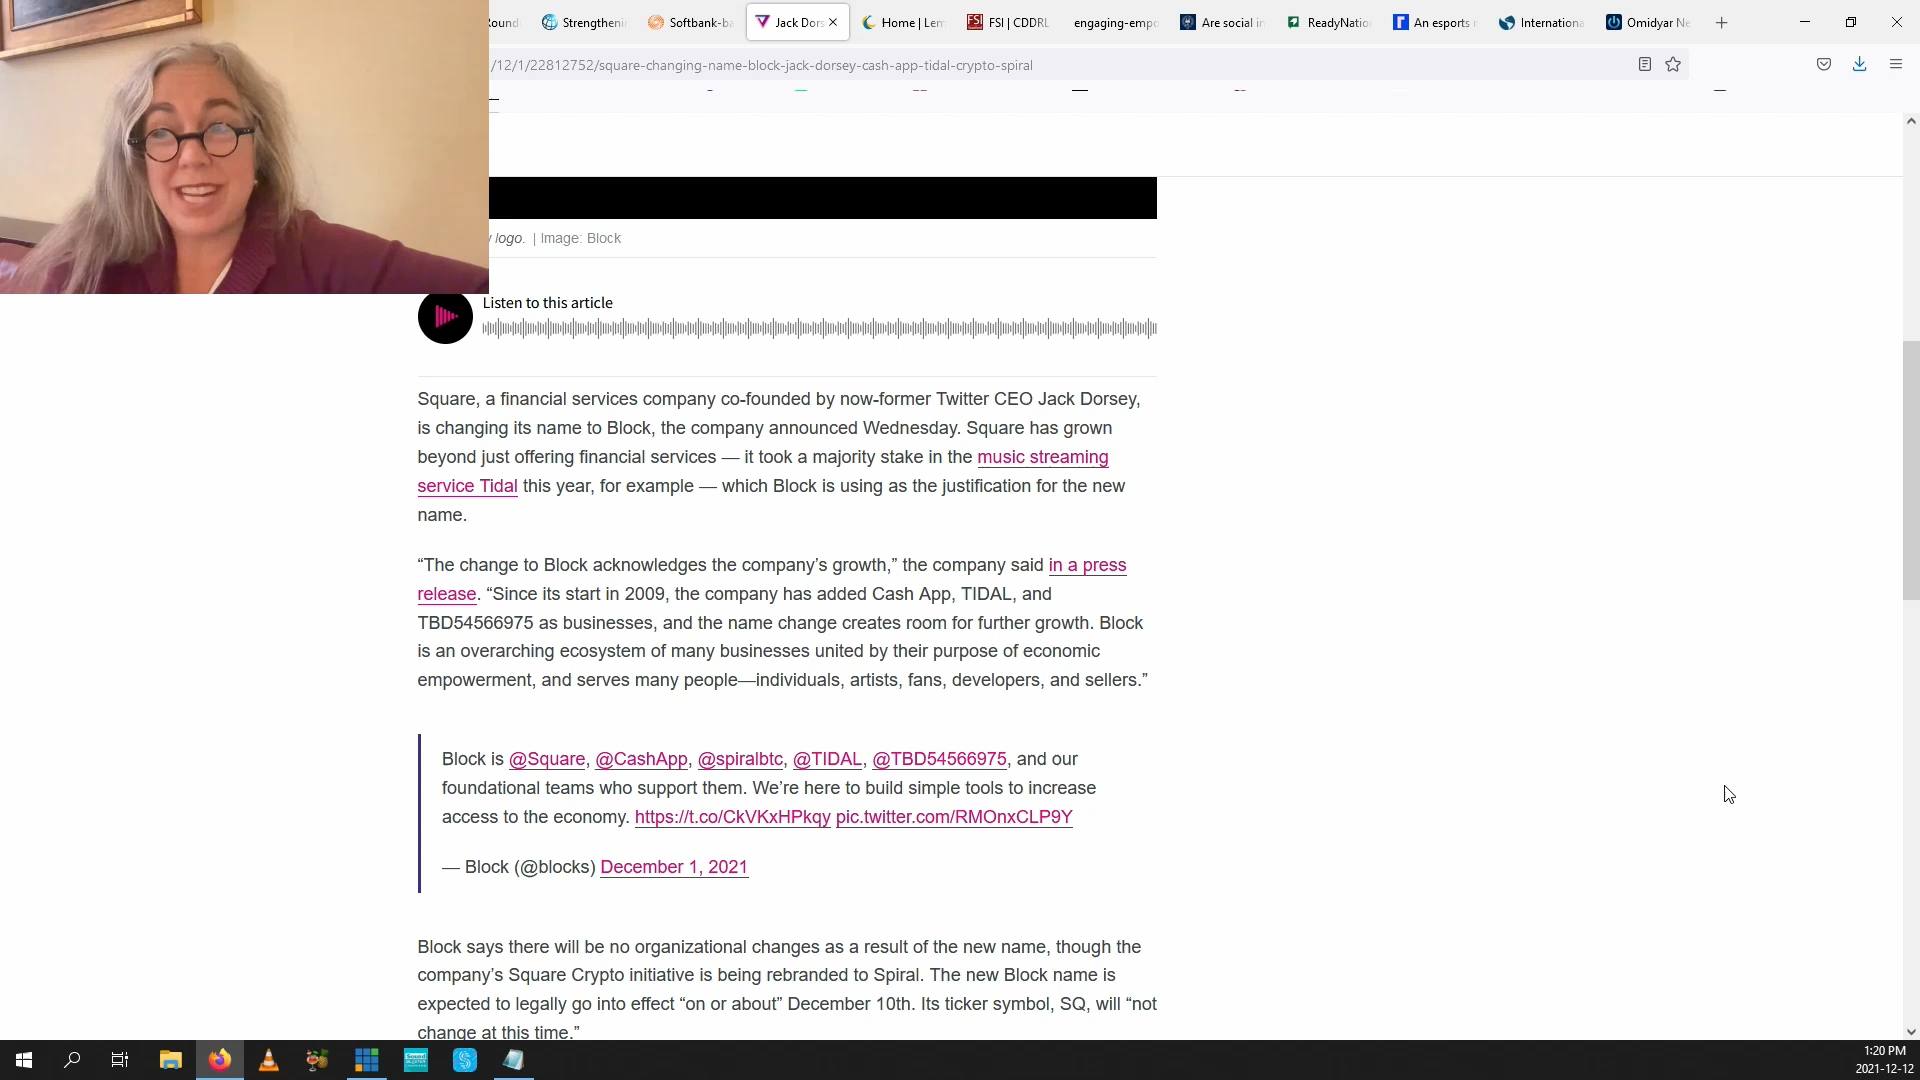 Round
Strengthenin
Softbank-ba
Jack Dors
Home | Lem
FSI | CDDRL
engaging-empo
Are social in
ReadyNation
An esports r
Internationa
Omidyar Ne
/12/1/22812752/square-changing-name-block-jack-dorsey-cash-app-tidal-crypto-spiral
logo. | Image: Block
Listen to this article
Square, a financial services company co-founded by now-former Twitter CEO Jack Dorsey,
is changing its name to Block, the company announced Wednesday. Square has grown
beyond just offering financial services — it took a majority stake in the music streaming
service Tidal this year, for example — which Block is using as the justification for the new
name.
“The change to Block acknowledges the company’s growth,” the company said in a press
release. “Since its start in 2009, the company has added Cash App, TIDAL, and
TBD54566975 as businesses, and the name change creates room for further growth. Block
is an overarching ecosystem of many businesses united by their purpose of economic
empowerment, and serves many people—individuals, artists, fans, developers, and sellers.”
Block is @Square, @CashApp, @spiralbtc, @TIDAL, @TBD54566975, and our
foundational teams who support them. We’re here to build simple tools to increase
access to the economy. https://t.co/CkVKxHPkqy pic.twitter.com/RMOnxCLP9Y
— Block (@blocks) December 1, 2021
Block says there will be no organizational changes as a result of the new name, though the
company’s Square Crypto initiative is being rebranded to Spiral. The new Block name is
expected to legally go into effect “on or about” December 10th. Its ticker symbol, SQ, will “not
change at this time.”
1:20 PM
2021-12-12